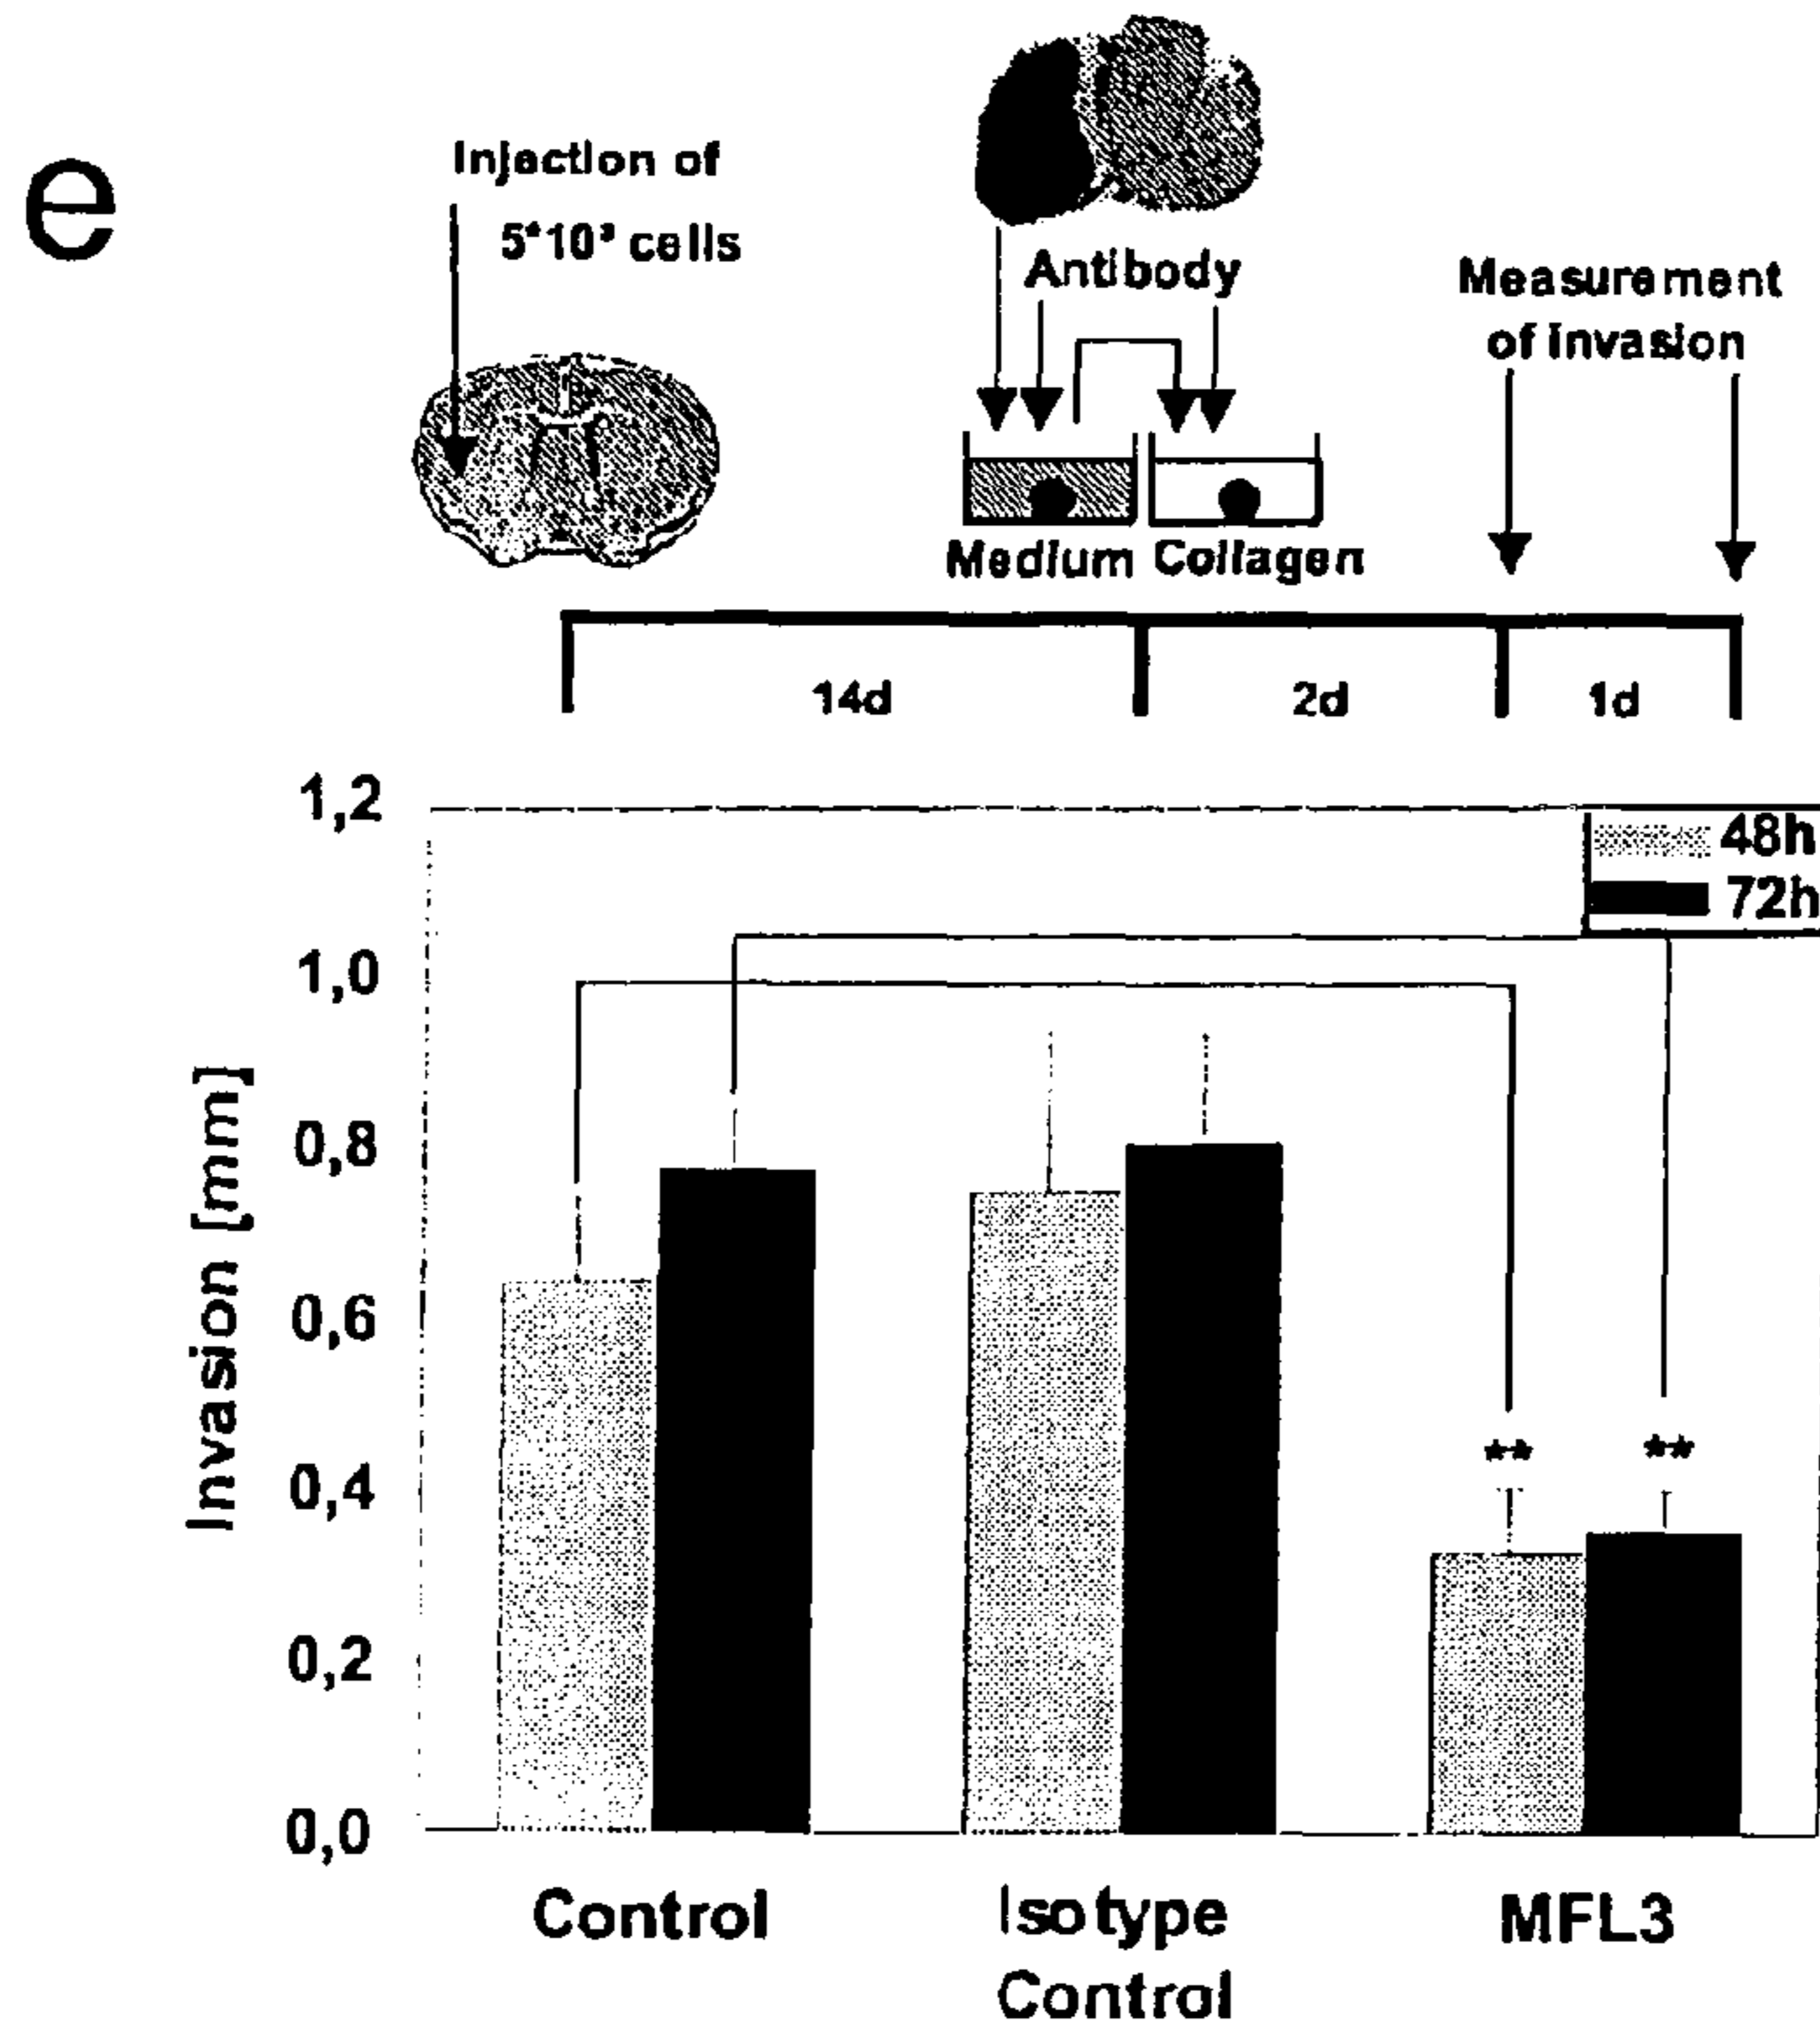 e
Injection of
5*10³ cells
Antibody
Measurement
of Invasion
Medium Collagen
14d 2d 1d
1,2
48h
72h
1,0
0,8
0,6
0,4
0,2
0,0
Invasion [mm]
** **
Control Isotype MFL3
Control